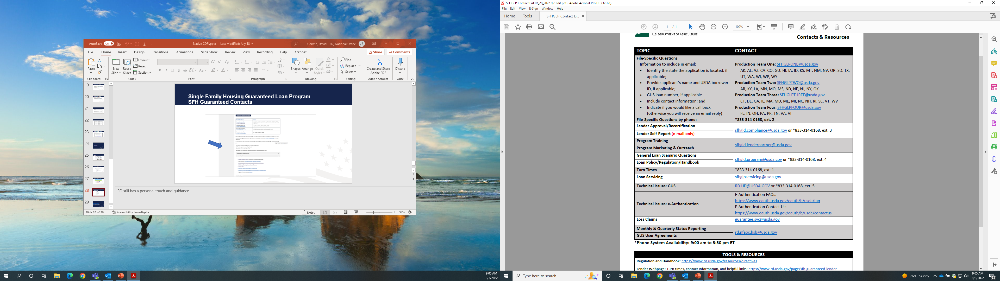 AutoSave On
Native CDFI.pptx - Last Modified: July 18
Corwin, David - RD, National Office
File Home Insert Design Transitions Animations Slide Show Review View Recording Help Acrobat Share Comments
Paste
New Slide
Reuse Slides
Layout
Reset
Section
Shapes Arrange Quick Styles
Find
Replace
Select
Create and Share Adobe PDF
Dictate
Clipboard Slides Font Paragraph Drawing Editing Adobe Acrobat Voice
19
20
21
22
23
24
25
26
27
28
29
Single Family Housing Guaranteed Loan Program
SFH Guaranteed Contacts
RD still has a personal touch and guidance
Slide 28 of 29 Accessibility: Investigate Notes 54%
9:05 AM
8/3/2022
SFHGLP Contact List 07_28_2022 djc edit.pdf - Adobe Acrobat Pro DC (32-bit)
File Edit View E-Sign Window Help
Home Tools SFHGLP Contact Li...
1 / 1 100%
U.S. DEPARTMENT OF AGRICULTURE
Contacts & Resources
TOPIC CONTACT
File-Specific Questions
Information to include in email:
• Identify the state the application is located; if
applicable;
• Provide applicant's name and USDA borrower
ID, if applicable;
• GUS loan number, if applicable
• Include contact information; and
• Indicate if you would like a call back
(otherwise you will receive an email reply)
Production Team One: SFHGLPONE@usda.gov
AK, AL, AZ, CA, CO, GU, HI, IA, ID, KS, MT, NM, NV, OR, SD, TX,
UT, WA, WI, WP, WY
Production Team Two: SFHGLPTWO@usda.gov
AR, KY, LA, MN, MO, MS, ND, NE, NJ, NY, OK
Production Team Three: SFHGLPTHREE@usda.gov
CT, DE, GA, IL, MA, MD, ME, MI, NC, NH, RI, SC, VT, WV
Production Team Four: SFHGLPFOUR@usda.gov
FL, IN, OH, PA, PR, TN, VA, VI
File-Specific Questions by phone: *833-314-0168, ext. 2
Lender Approval/Recertification
Lender Self-Report (e-mail only)
sfhgld.compliance@usda.gov or *833-314-0168, ext. 3
Program Training
Program Marketing & Outreach
sfhgld.lenderpartner@usda.gov
General Loan Scenario Questions
Loan Policy/Regulation/Handbook
sfhgld.program@usda.gov or *833-314-0168, ext. 4
Turn Times *833-314-0168, ext. 1
Loan Servicing sfhglpservicing@usda.gov
Technical Issues: GUS RD.HD@USDA.GOV or *833-314-0168, ext. 5
Technical Issues: e-Authentication
E-Authentication FAQs:
https://www.eauth.usda.gov/eauth/b/usda/faq
E-Authentication Contact Us:
https://www.eauth.usda.gov/eauth/b/usda/contactus
Loss Claims guarantee.svc@usda.gov
Monthly & Quarterly Status Reporting
GUS User Agreements
rd.nfaoc.hsb@usda.gov
*Phone System Availability: 9:00 am to 3:30 pm ET
TOOLS & RESOURCES
Regulation and Handbook: https://www.rd.usda.gov/resources/directives
Lender Webpage: Turn times, contact information, and helpful links: https://www.rd.usda.gov/page/sfh-guaranteed-lender
Type here to search
76°F Sunny
9:05 AM
8/3/2022
23